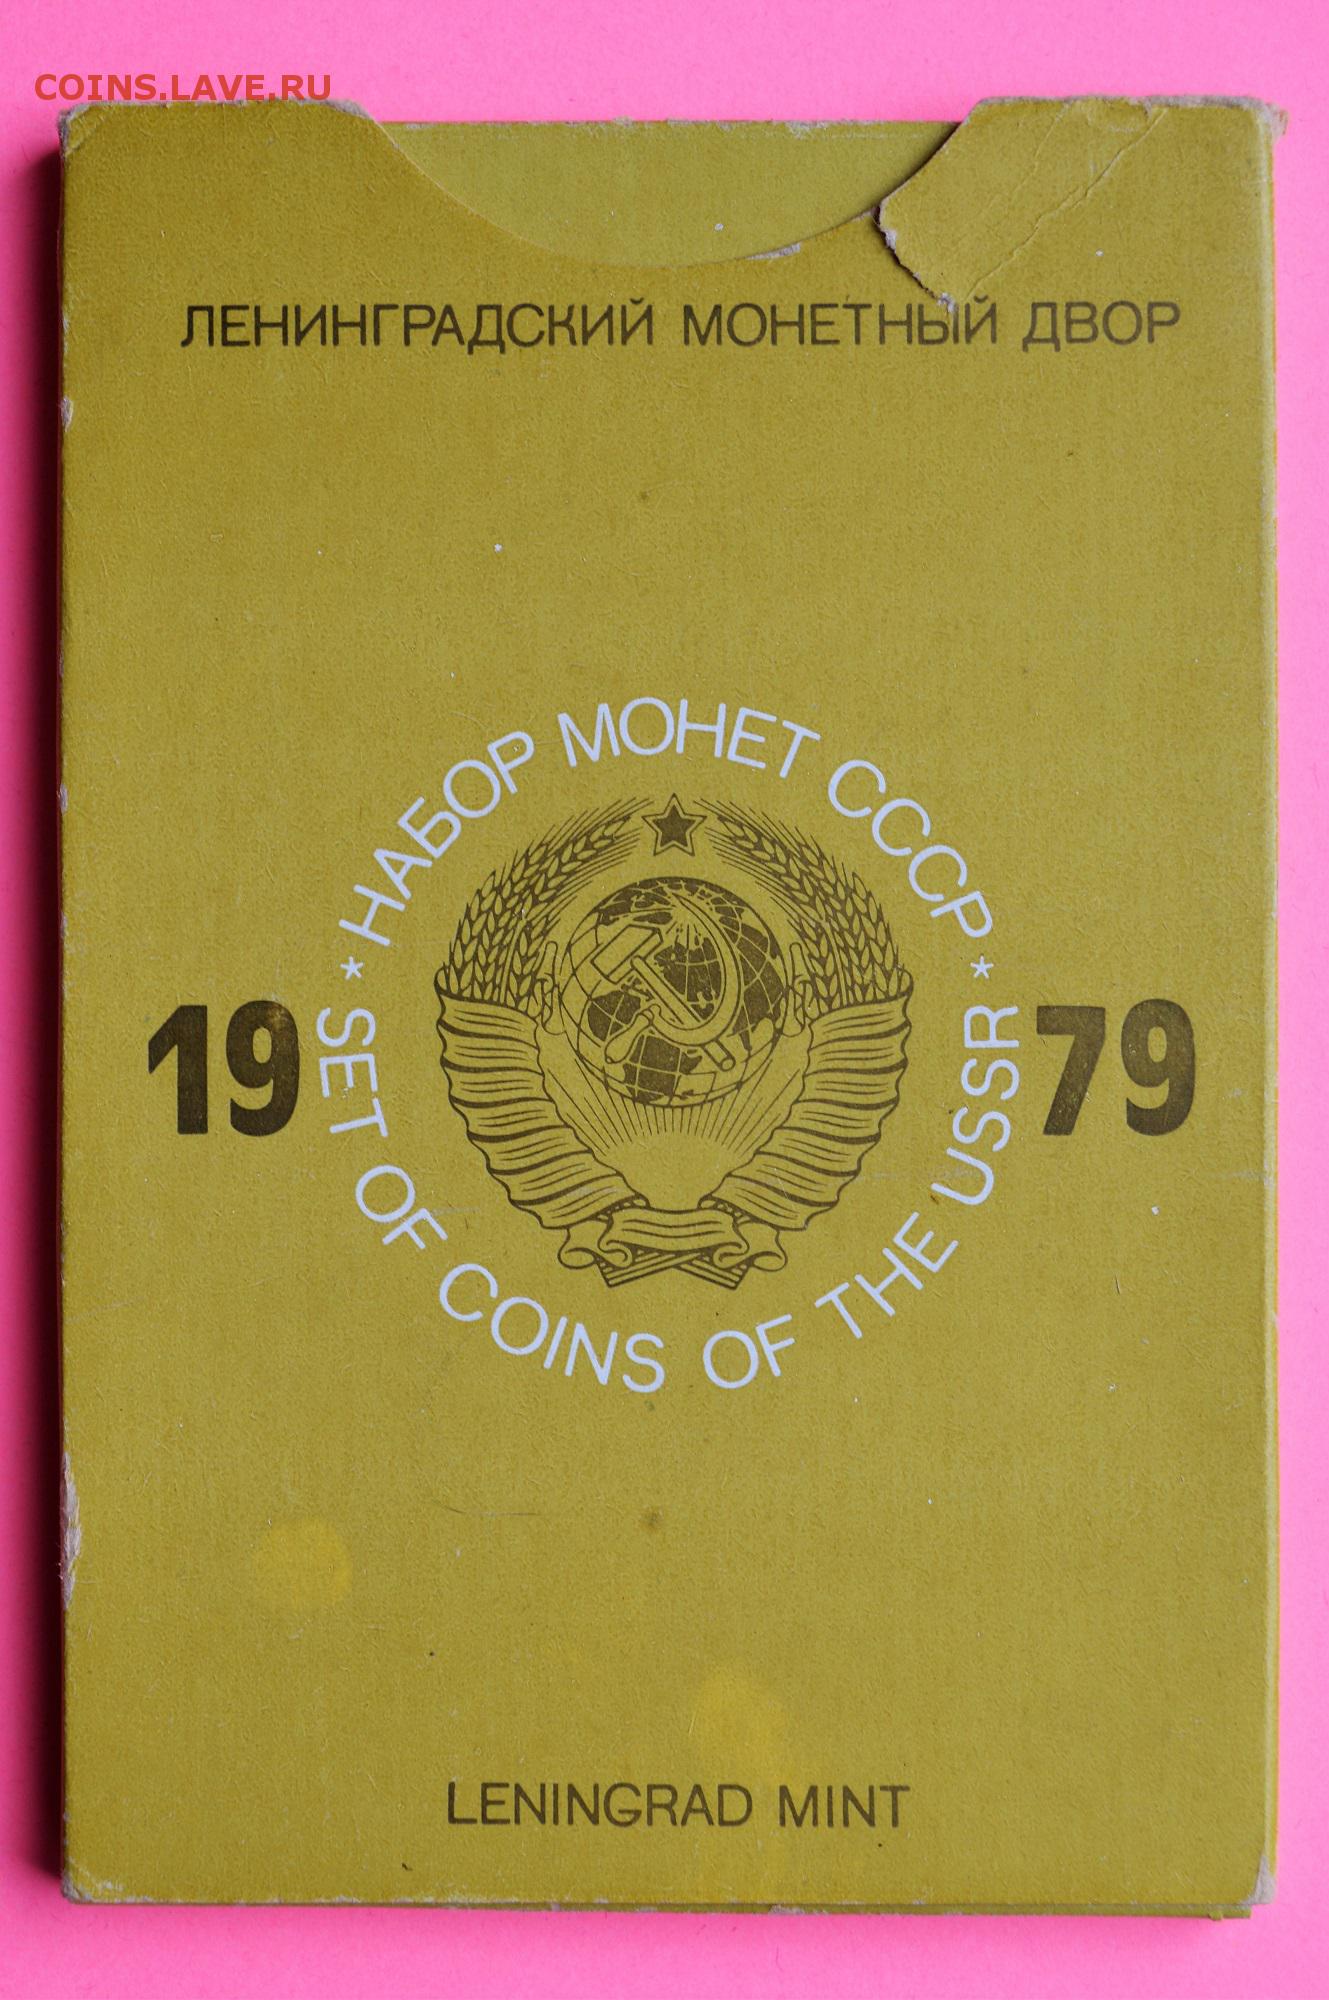 COINS.LAVE.RU
ЛЕНИНГРАДСКИЙ МОНЕТНЫЙ ДВОР
* НАБОР МОНЕТ СССР *
19 79
SET OF COINS OF THE USSR
LENINGRAD MINT